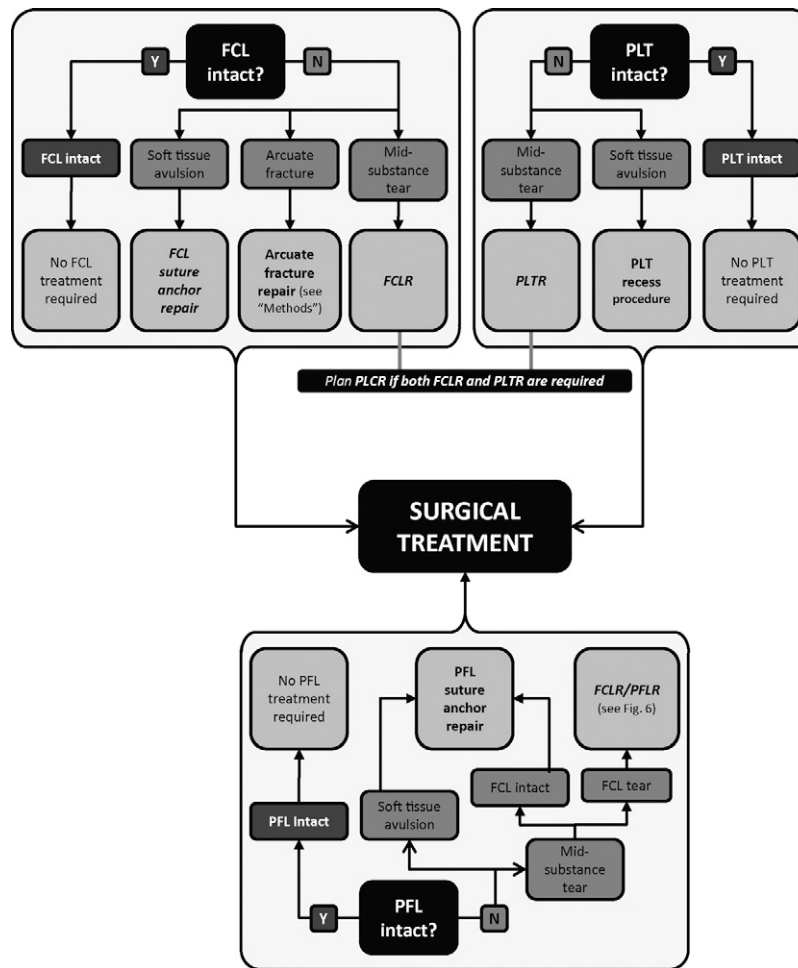 FCL
intact?
Y
N
FCL intact
Soft tissue
avulsion
Arcuate
fracture
Mid-
substance
tear
No FCL
treatment
required
FCL
suture
anchor
repair
Arcuate
fracture
repair (see
“Methods”)
FCLR
PLT
intact?
N
Y
Mid-
substance
tear
Soft tissue
avulsion
PLT intact
PLTR
PLT
recess
procedure
No PLT
treatment
required
Plan PLCR if both FCLR and PLTR are required
SURGICAL
TREATMENT
No PFL
treatment
required
PFL
suture
anchor
repair
FCLR/PFLR
(see Fig. 6)
PFL Intact
Soft tissue
avulsion
FCL intact
FCL tear
Mid-
substance
tear
Y
PFL
intact?
N